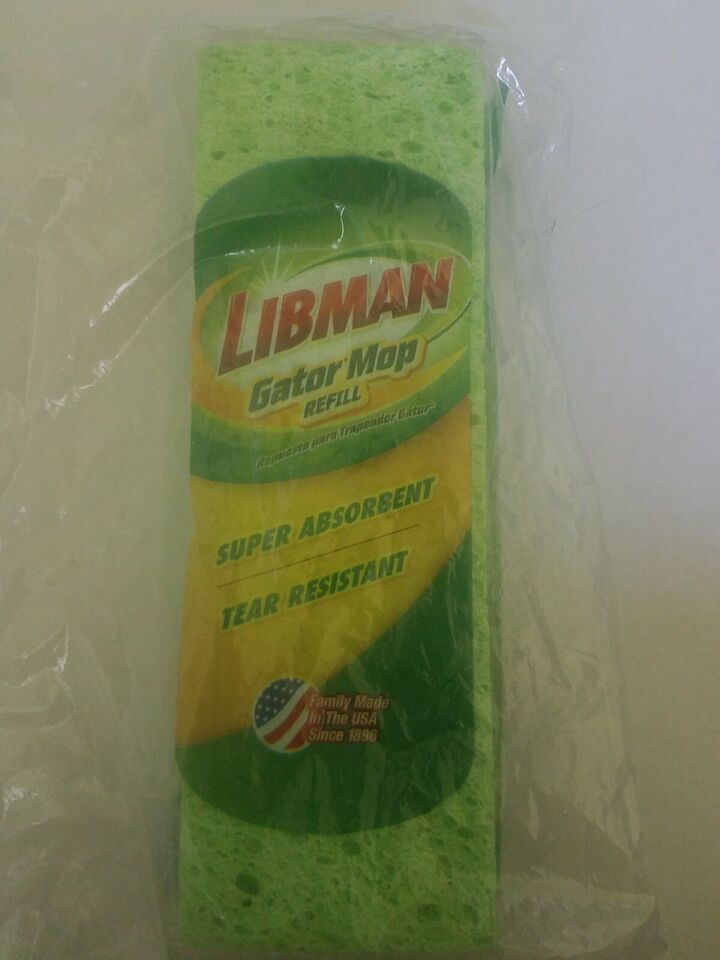 LIBMAN
Gator Mop
REFILL
Repuesto para Trapeador Gator
SUPER ABSORBENT
TEAR RESISTANT
Family Made
In The USA
Since 1896